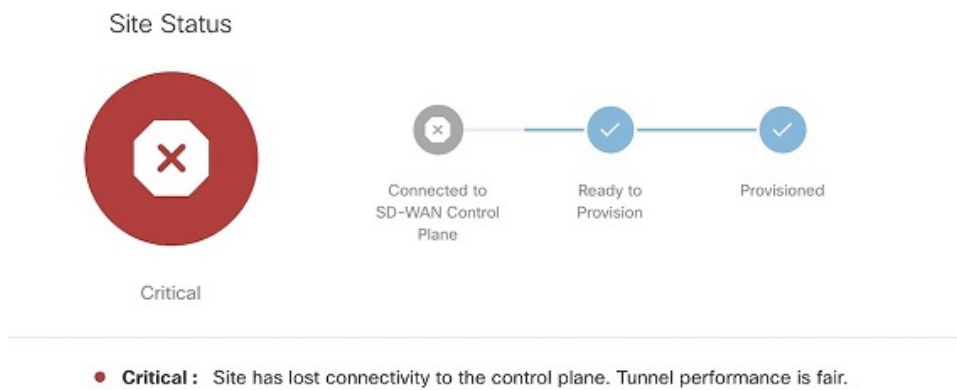 Site Status
Connected to
SD-WAN Control
Plane
Ready to
Provision
Provisioned
Critical
Critical : Site has lost connectivity to the control plane. Tunnel performance is fair.